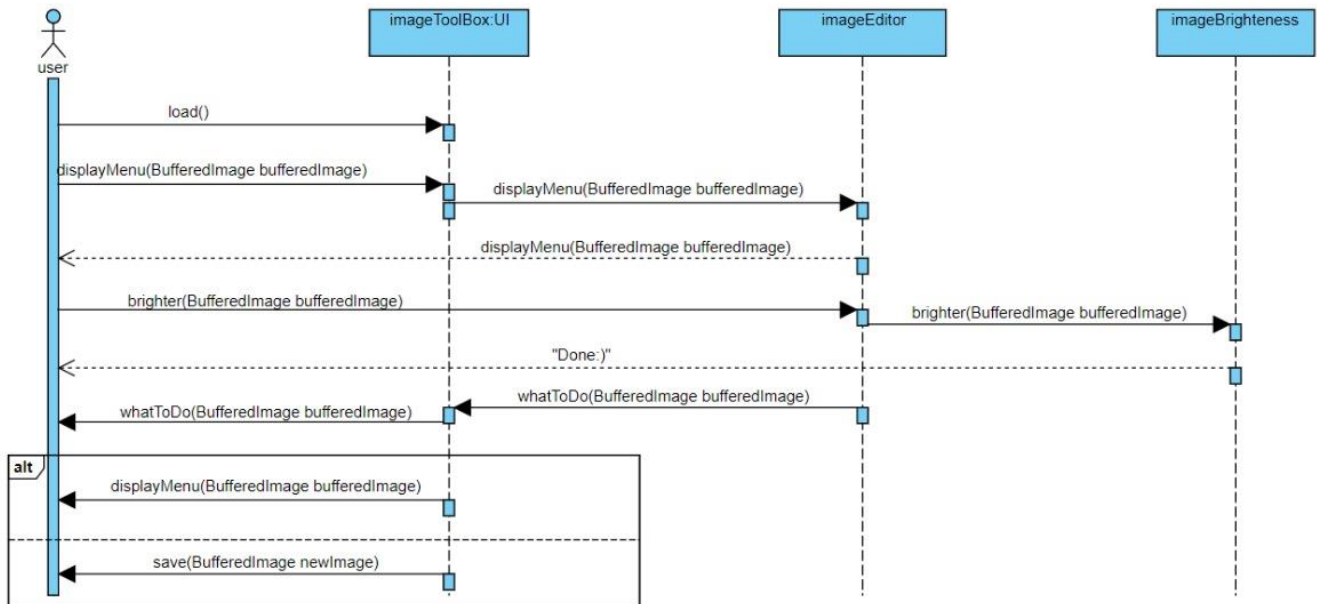 imageToolBox:UI
imageEditor
imageBrighteness
user
load()
displayMenu(BufferedImage bufferedImage)
displayMenu(BufferedImage bufferedImage)
displayMenu(BufferedImage bufferedImage)
brighter(BufferedImage bufferedImage)
brighter(BufferedImage bufferedImage)
"Done:)"
whatToDo(BufferedImage bufferedImage)
whatToDo(BufferedImage bufferedImage)
alt
displayMenu(BufferedImage bufferedImage)
save(BufferedImage newImage)